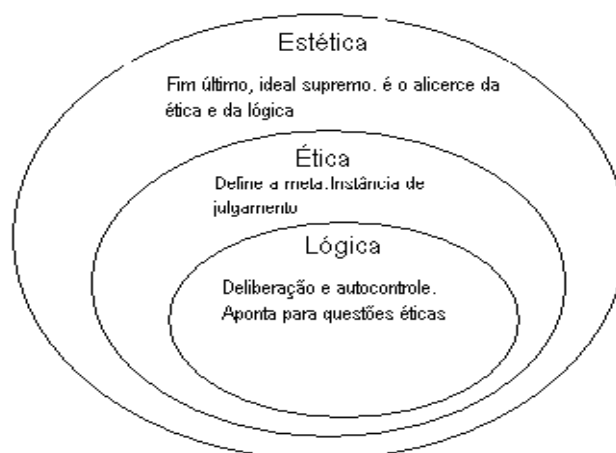 Estética
Fim último, ideal supremo. é o alicerce da
ética e da lógica
Ética
Define a meta.Instância de
julgamento
Lógica
Deliberação e autocontrole.
Aponta para questões éticas